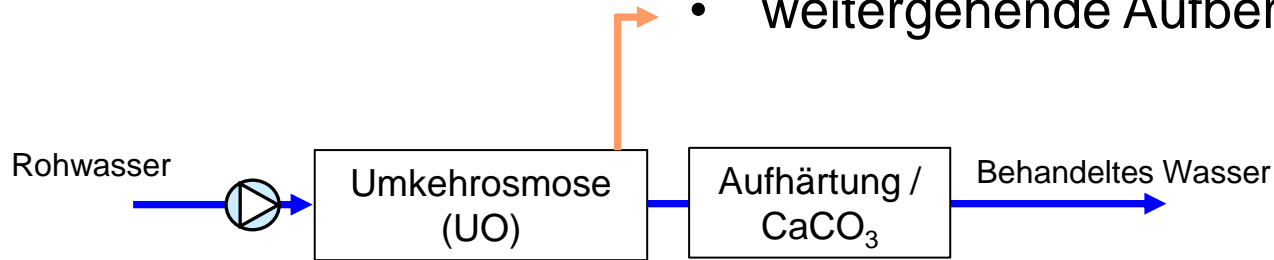 • weitergehende
Rohwasser
Umkehrosmose
(UO)
Aufhärtung /
CaCO₃
Behandeltes Wasser